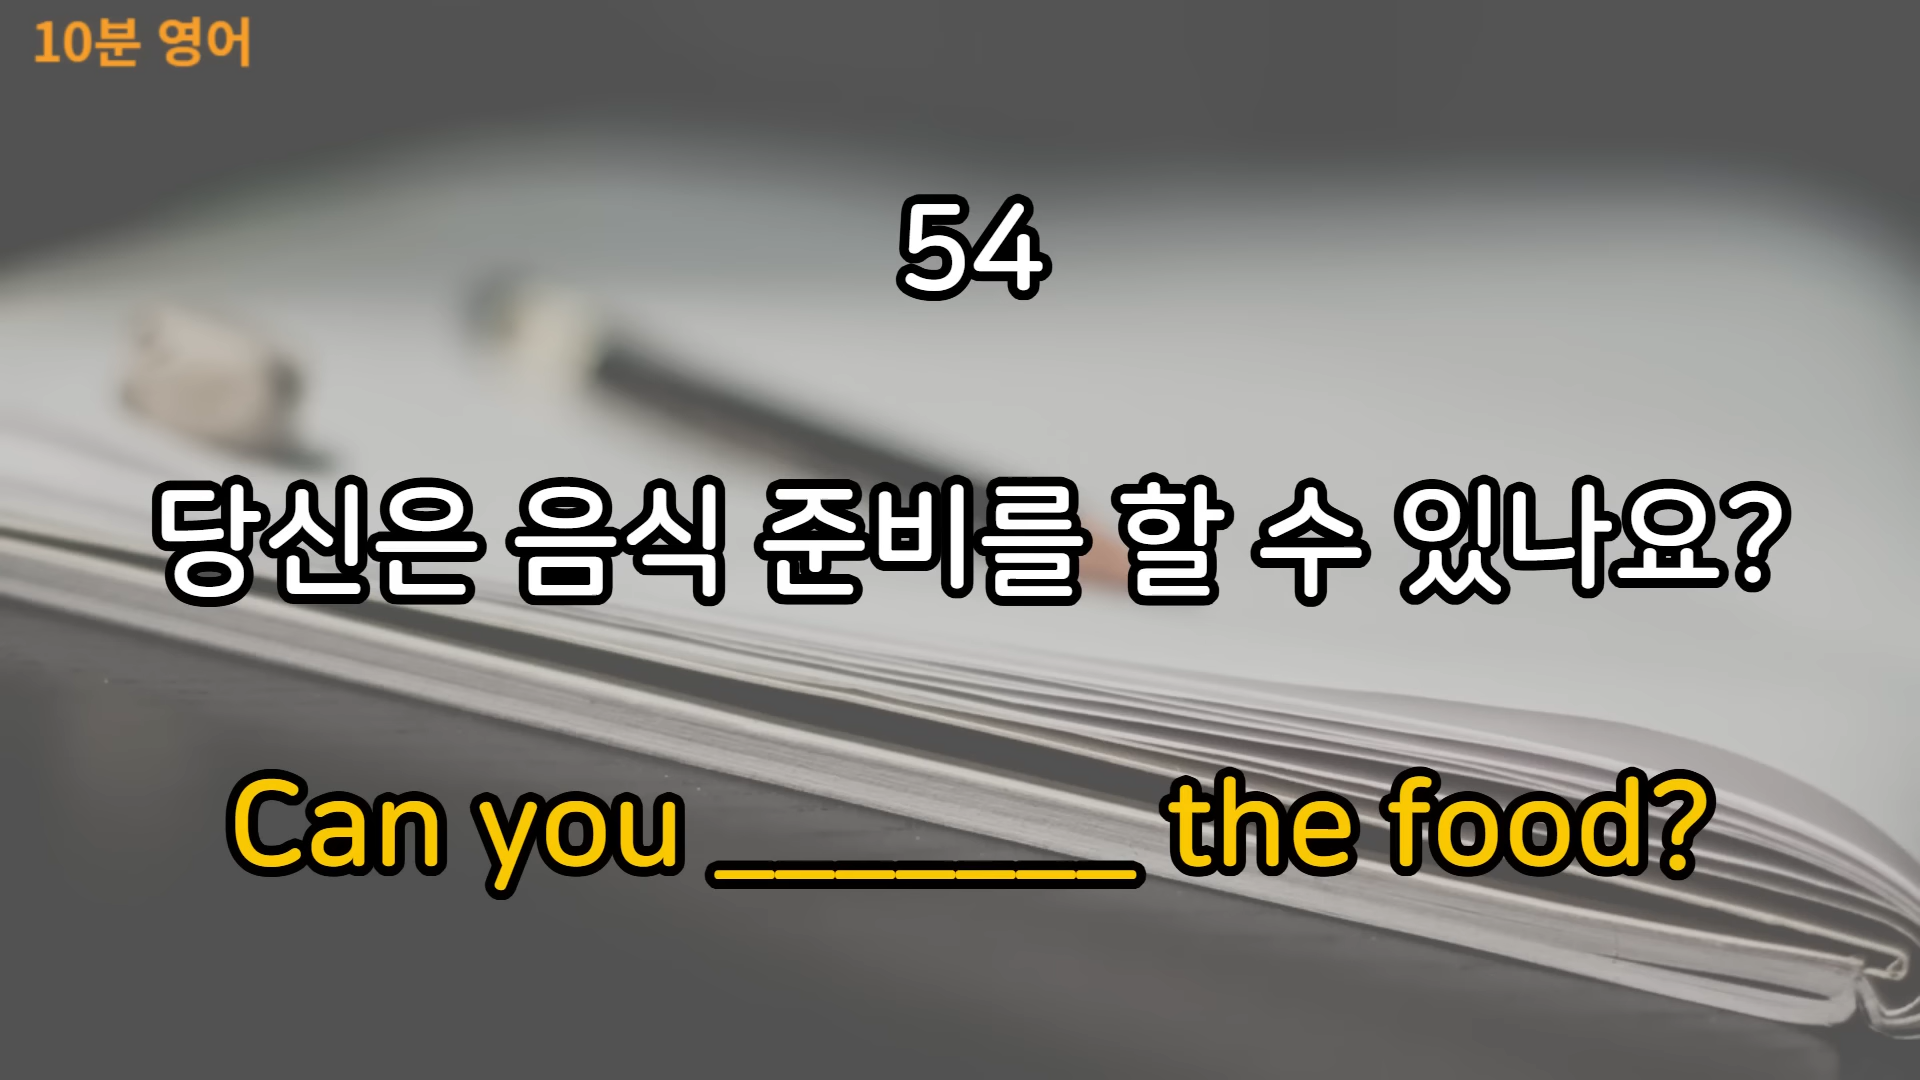 10분 영어
54
당신은 음식 준비를 할 수 있나요?
Can you _______ the food?